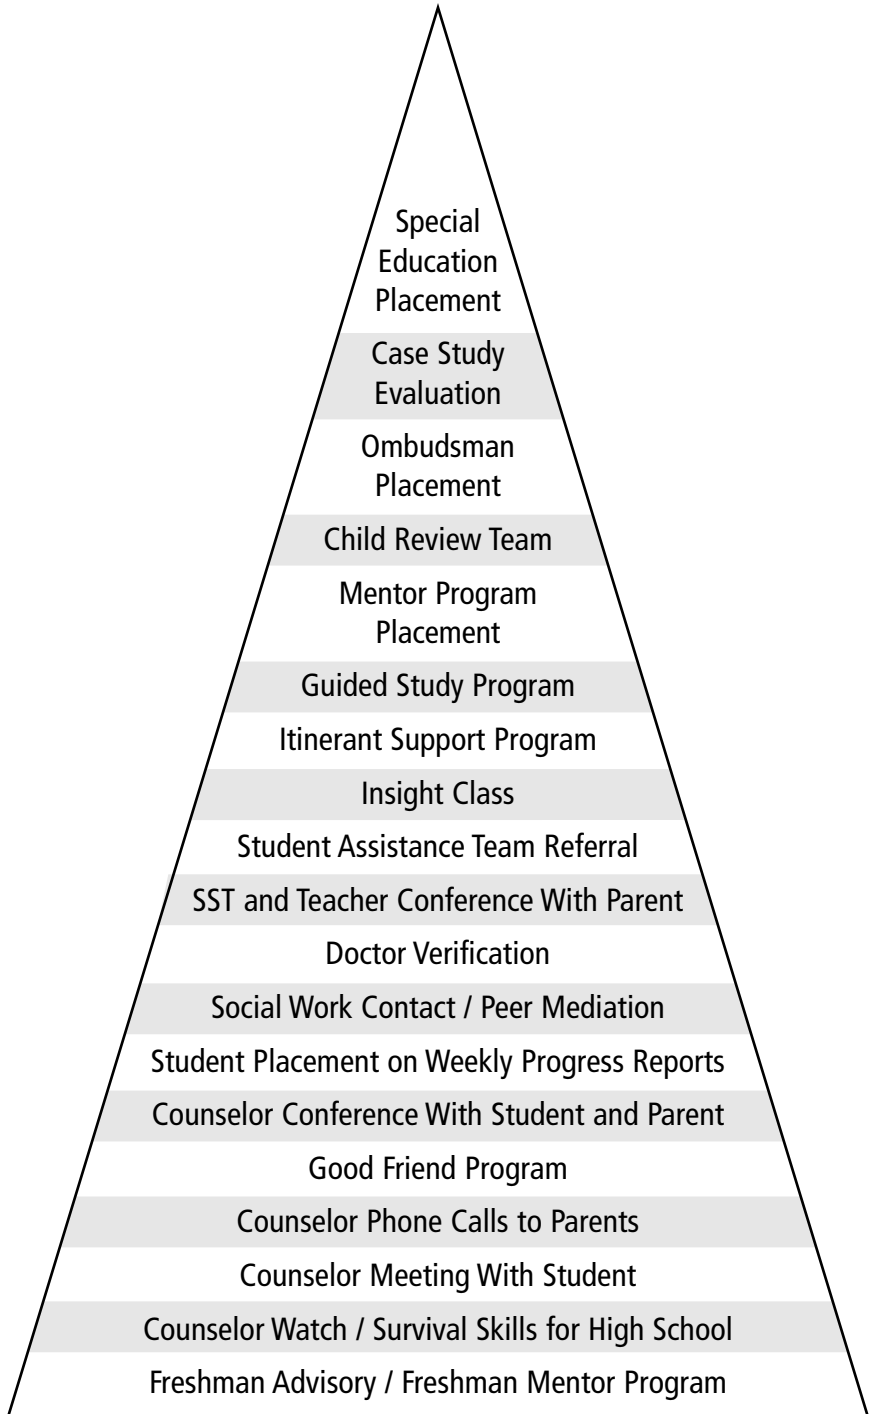 Special
Education
Placement
Case Study
Evaluation
Ombudsman
Placement
Child Review Team
Mentor Program
Placement
Guided Study Program
Itinerant Support Program
Insight Class
Student Assistance Team Referral
SST and Teacher Conference With Parent
Doctor Verification
Social Work Contact / Peer Mediation
Student Placement on Weekly Progress Reports
Counselor Conference With Student and Parent
Good Friend Program
Counselor Phone Calls to Parents
Counselor Meeting With Student
Counselor Watch / Survival Skills for High School
Freshman Advisory / Freshman Mentor Program